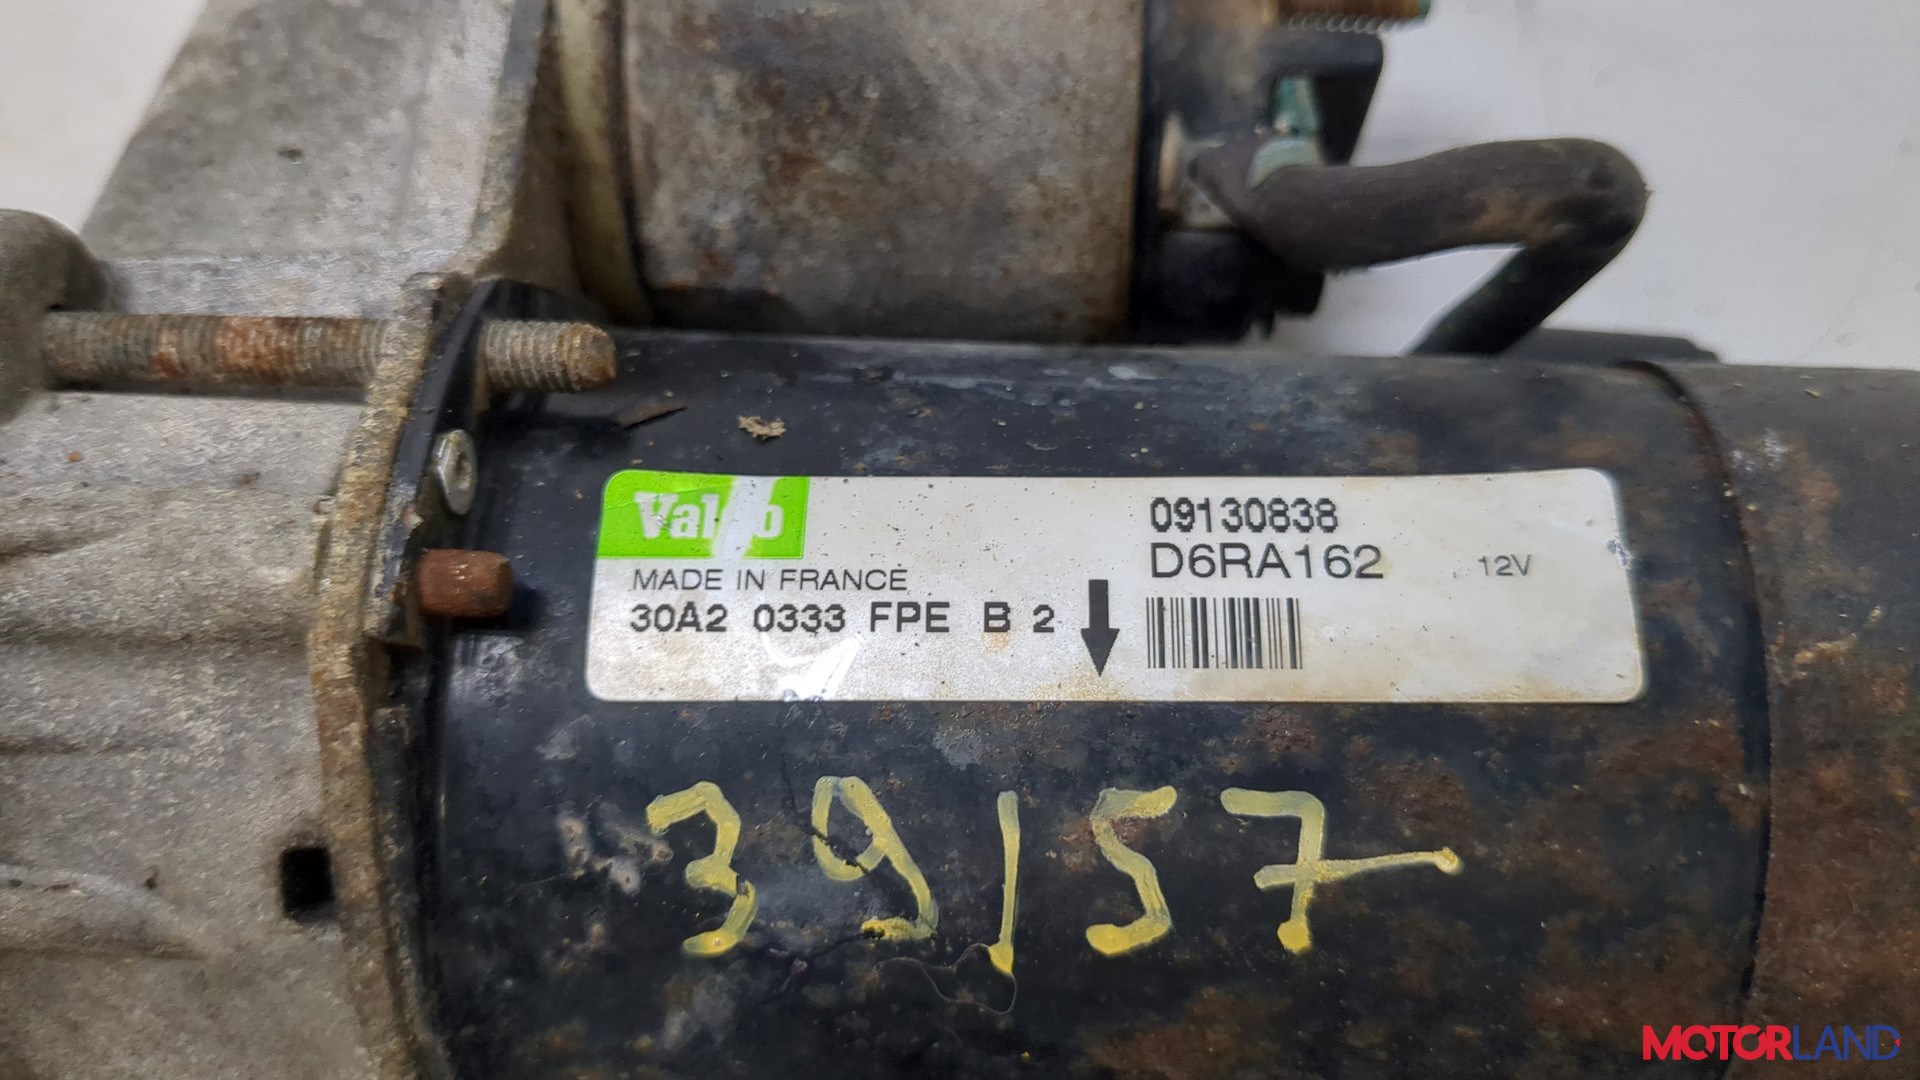 Valeo
MADE IN FRANCE
30A2 0333 FPE B 2
09130838
D6RA162 12V
39157
MOTORLAND